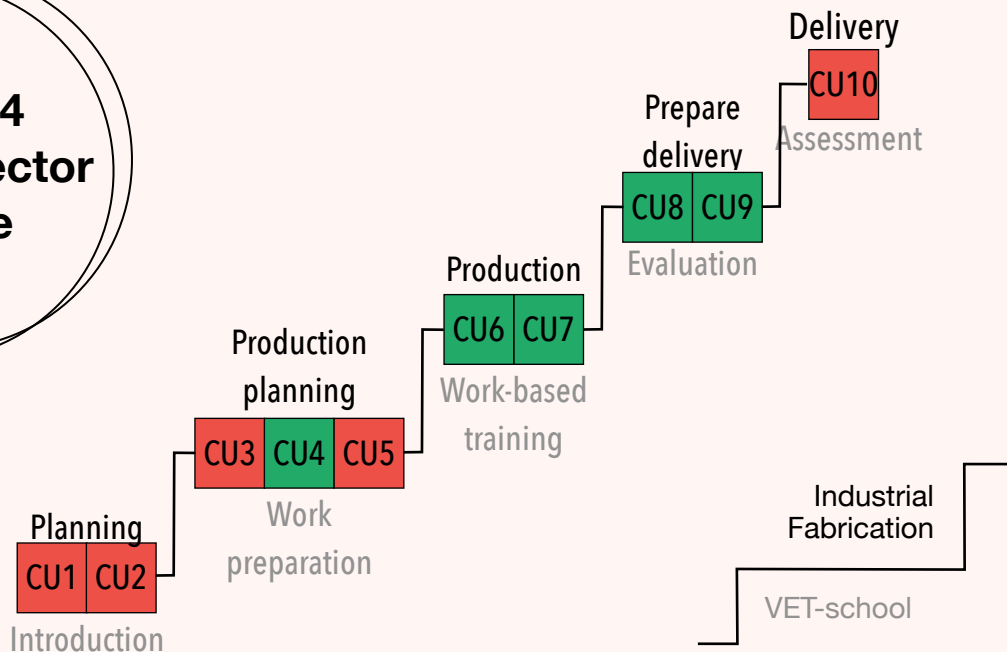 4
ector
e
Delivery
CU10
Assessment
Prepare
delivery
CU8 CU9
Evaluation
Production
CU6 CU7
Work-based
training
Production
planning
CU3 CU4 CU5
Work
preparation
Planning
CU1 CU2
Introduction
Industrial
Fabrication
VET-school